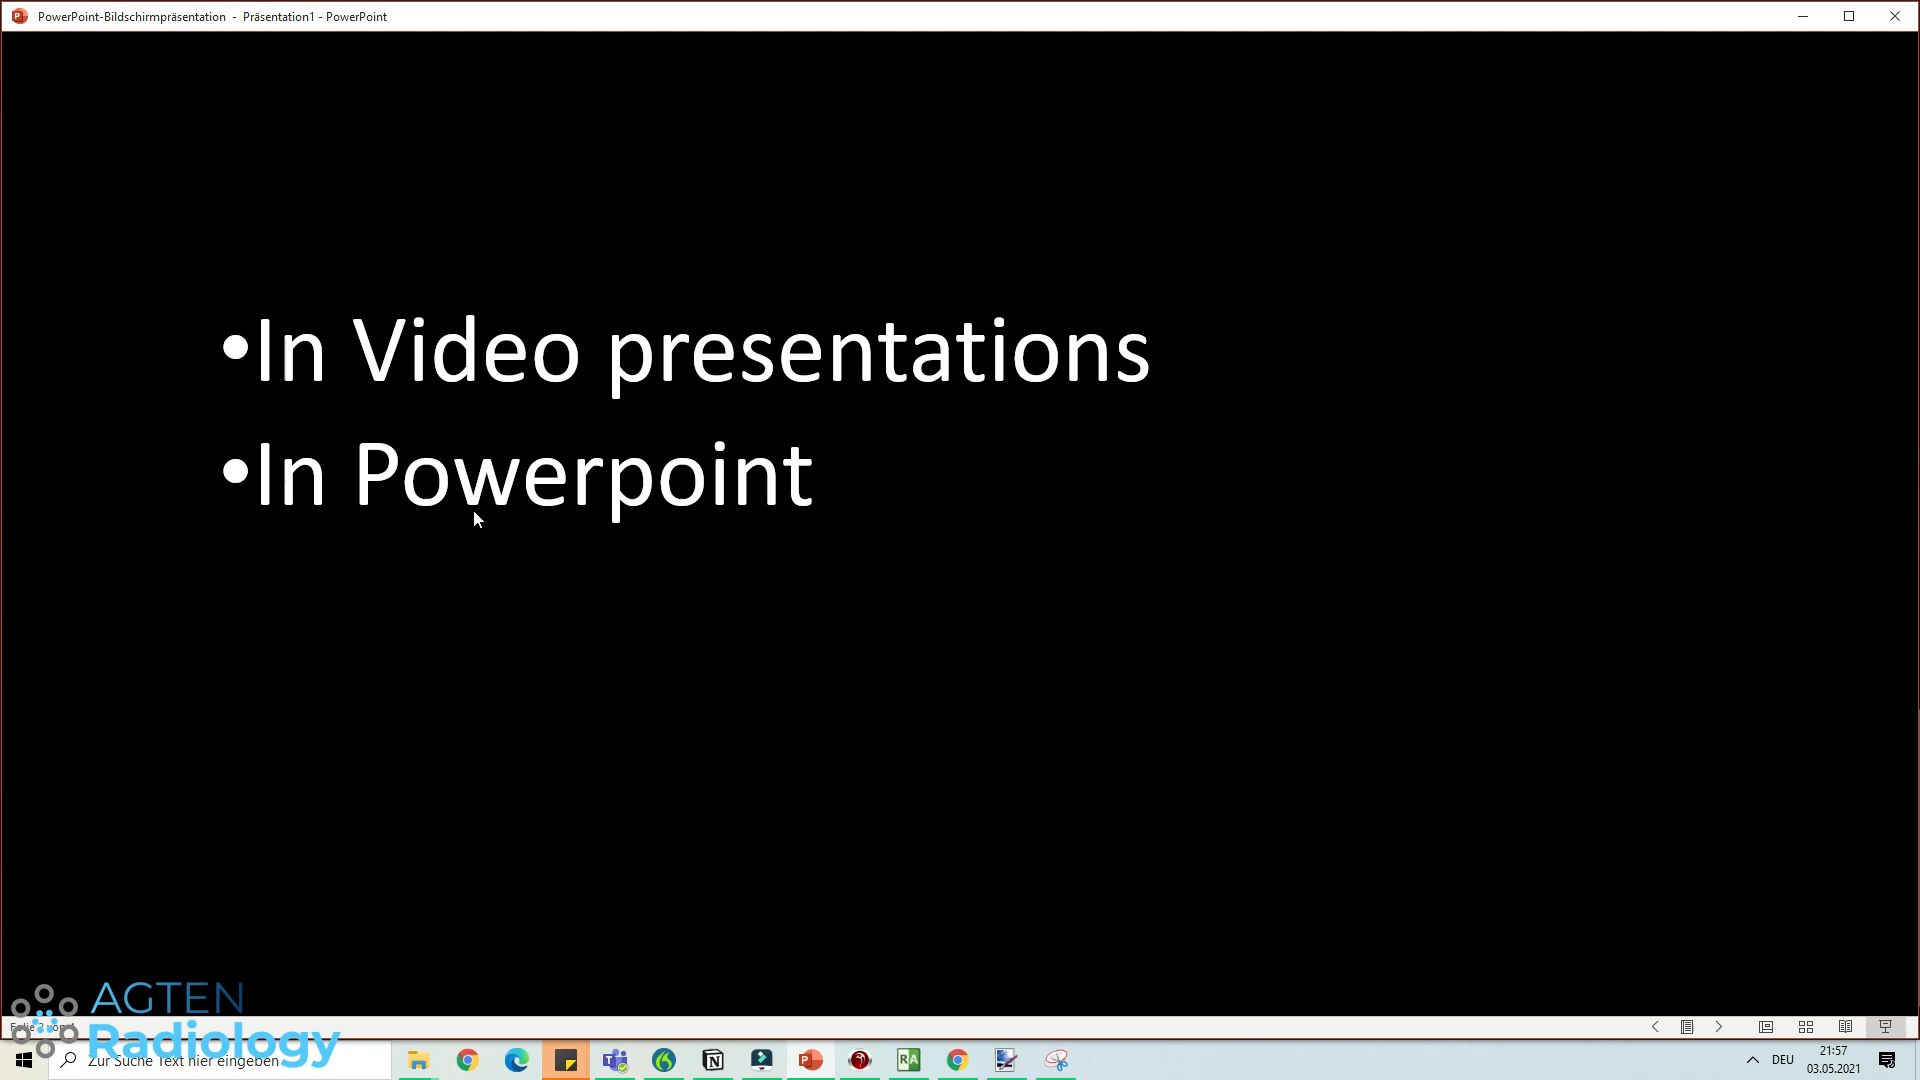 PowerPoint-Bildschirmpräsentation - Präsentation1 - PowerPoint
•In Video presentations
•In Powerpoint
AGTEN
Radiology
Zur Suche Text hier eingeben
DEU
21:57
03.05.2021